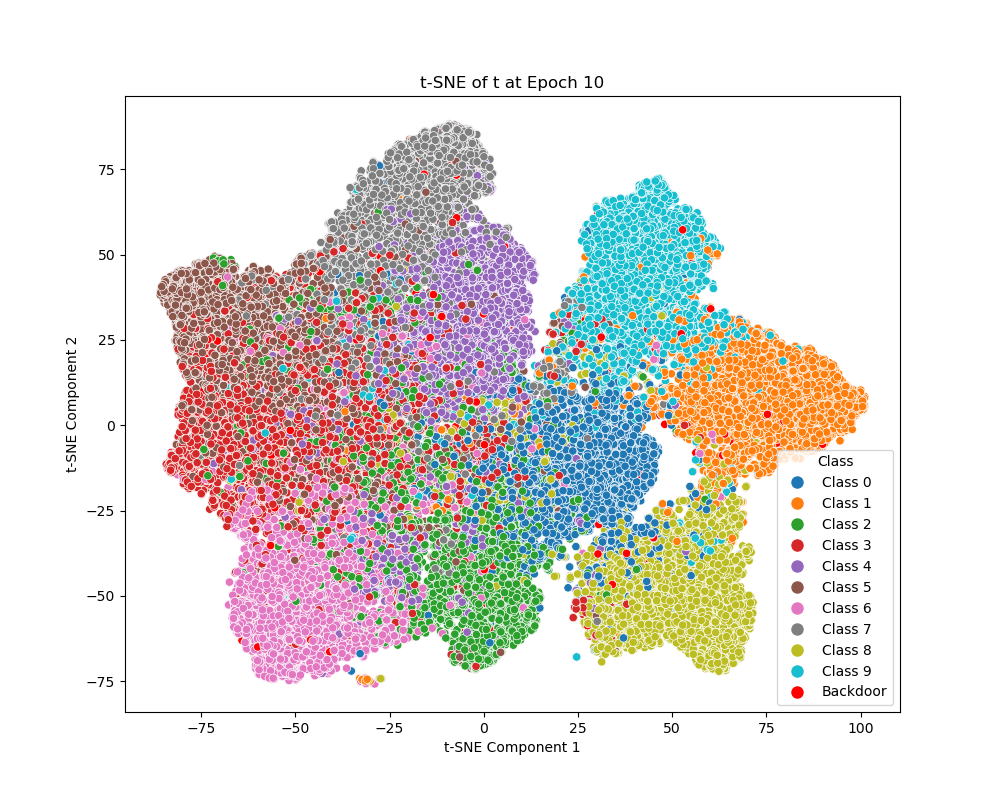 t-SNE of t at Epoch 10
t-SNE Component 2
75
50
25
0
−25
−50
−75
−75
−50
−25
0
25
50
75
100
t-SNE Component 1
Class
Class 0
Class 1
Class 2
Class 3
Class 4
Class 5
Class 6
Class 7
Class 8
Class 9
Backdoor